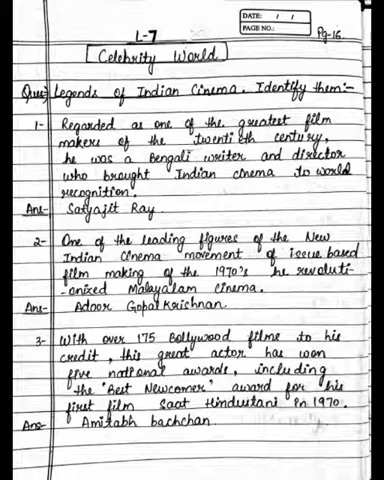 DATE: / /
PAGE NO.:
L-7
Pg-16.
Celebrity World
Ques) Legends of Indian Cinema. Identify them:-
1- Regarded as one of the greatest film
makers of the twentieth century,
he was a Bengali writer and director
who brought Indian cinema to world
recognition.
Ans- Satyajit Ray.
2- One of the leading figures of the New
Indian Cinema movement of issue based
film making of the 1970's he revoluti-
-onized Malayalam cinema.
Ans- Adoor Gopal Krishnan.
3- With over 175 Bollywood films to his
credit, this great actor has won
five national awards, including
the "Best Newcomer" award for his
first film Saat Hindustani in 1970.
Ans- Amitabh bachchan.